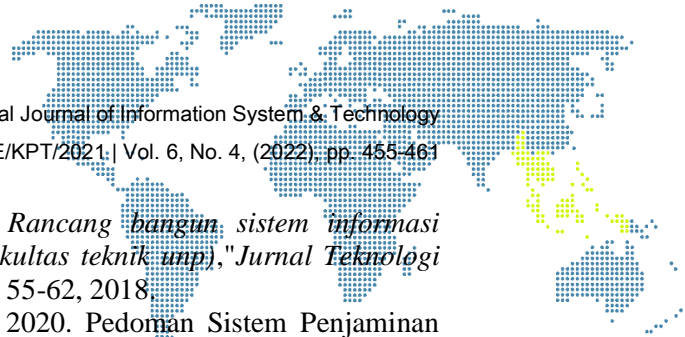 al Journal of Information System & Technology
E/KPT/2021 | Vol. 6, No. 4, (2022), pp. 455-461
Rancang bangun sistem informasi
kultas teknik unp),"Jurnal Teknologi
55-62, 2018.
2020. Pedoman Sistem Penjaminan